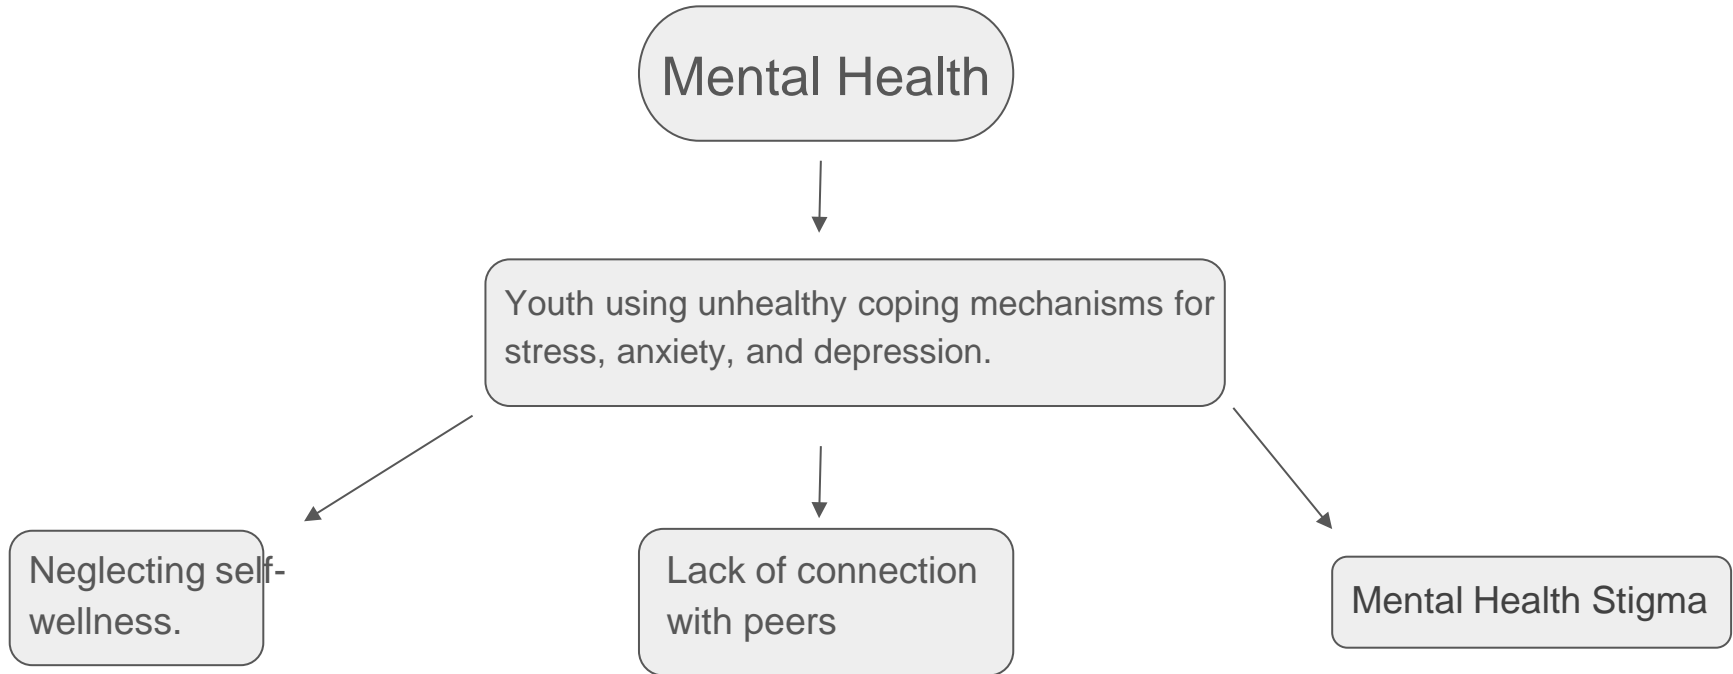 Mental Health
Youth using unhealthy coping mechanisms for
stress, anxiety, and depression.
Neglecting self-
wellness.
Lack of connection
with peers
Mental Health Stigma